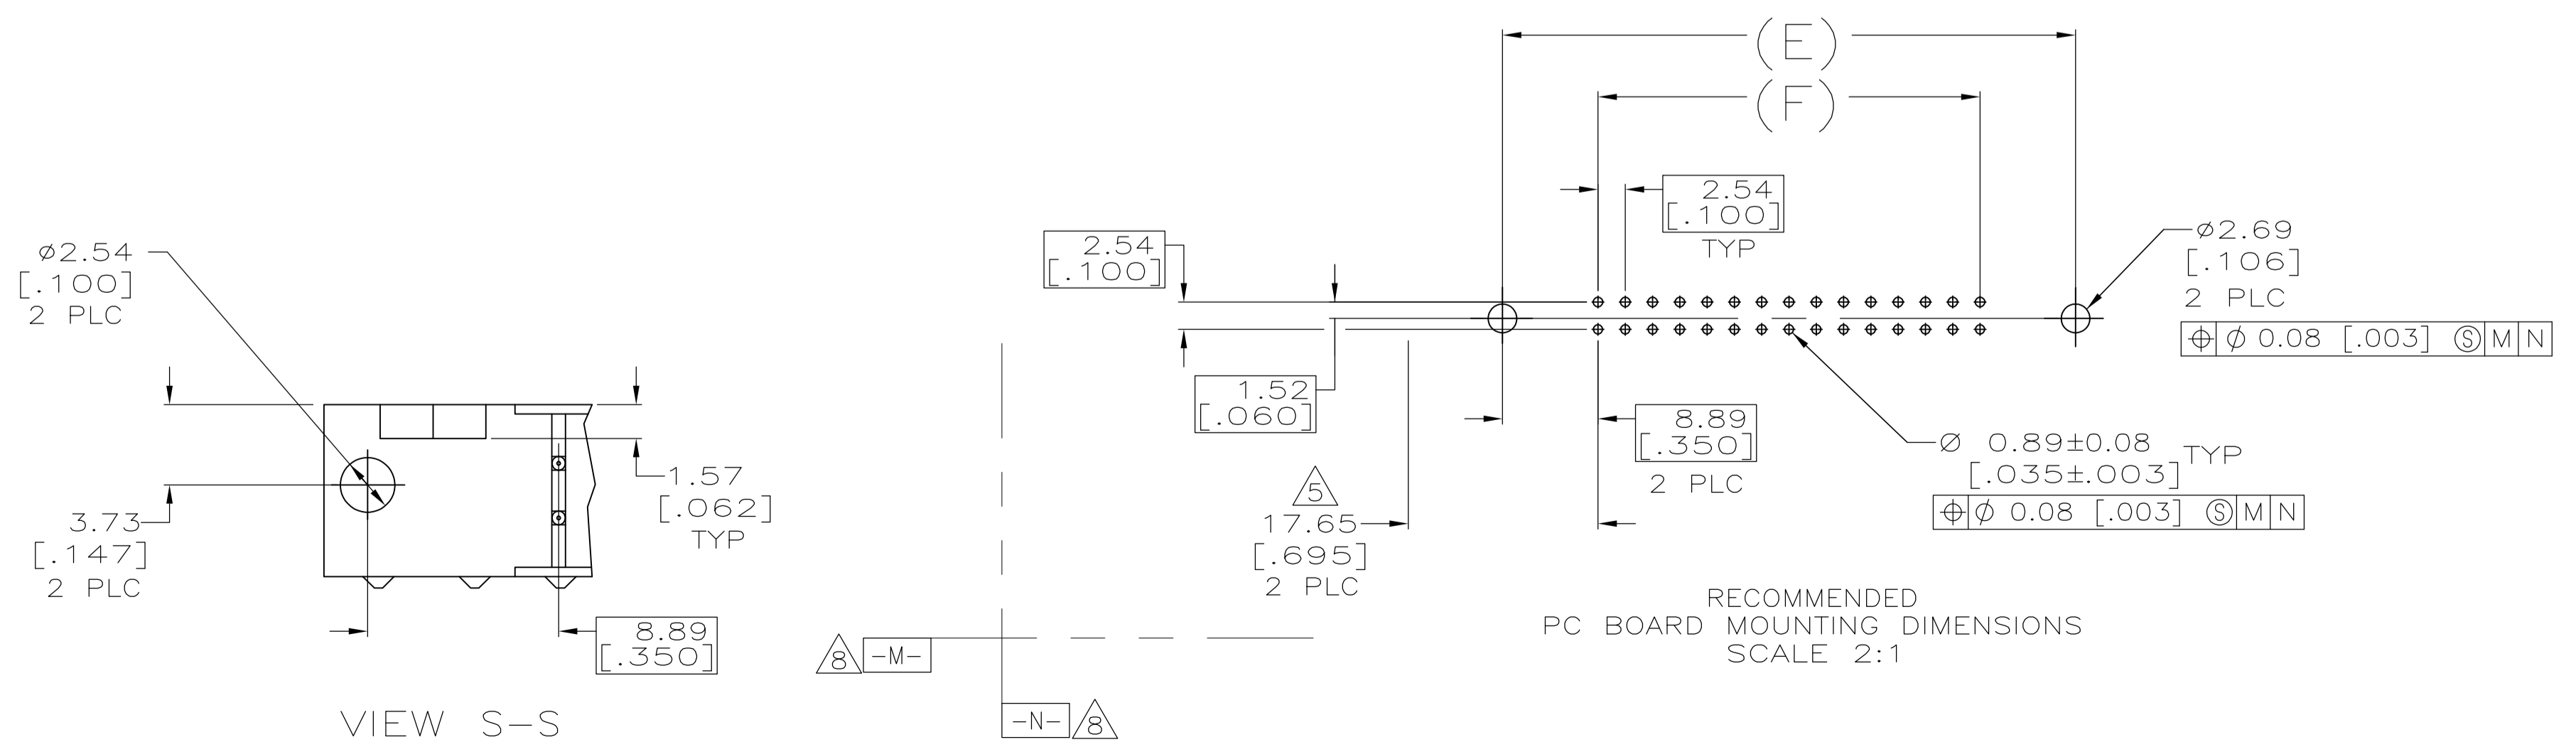 ø2.54
[.100]
2 PLC
3.73
[.147]
2 PLC
1.57
[.062]
TYP
8.89
[.350]
VIEW S-S
(E)
(F)
2.54
[.100]
TYP
2.54
[.100]
1.52
[.060]
8.89
[.350]
2 PLC
5
17.65
[.695]
2 PLC
ø2.69
[.106]
2 PLC
⌖ ø 0.08 [.003] Ⓢ M N
ø 0.89±0.08 TYP
[.035±.003]
⌖ ø 0.08 [.003] Ⓢ M N
8 -M-
-N- 8
RECOMMENDED
PC BOARD MOUNTING DIMENSIONS
SCALE 2:1